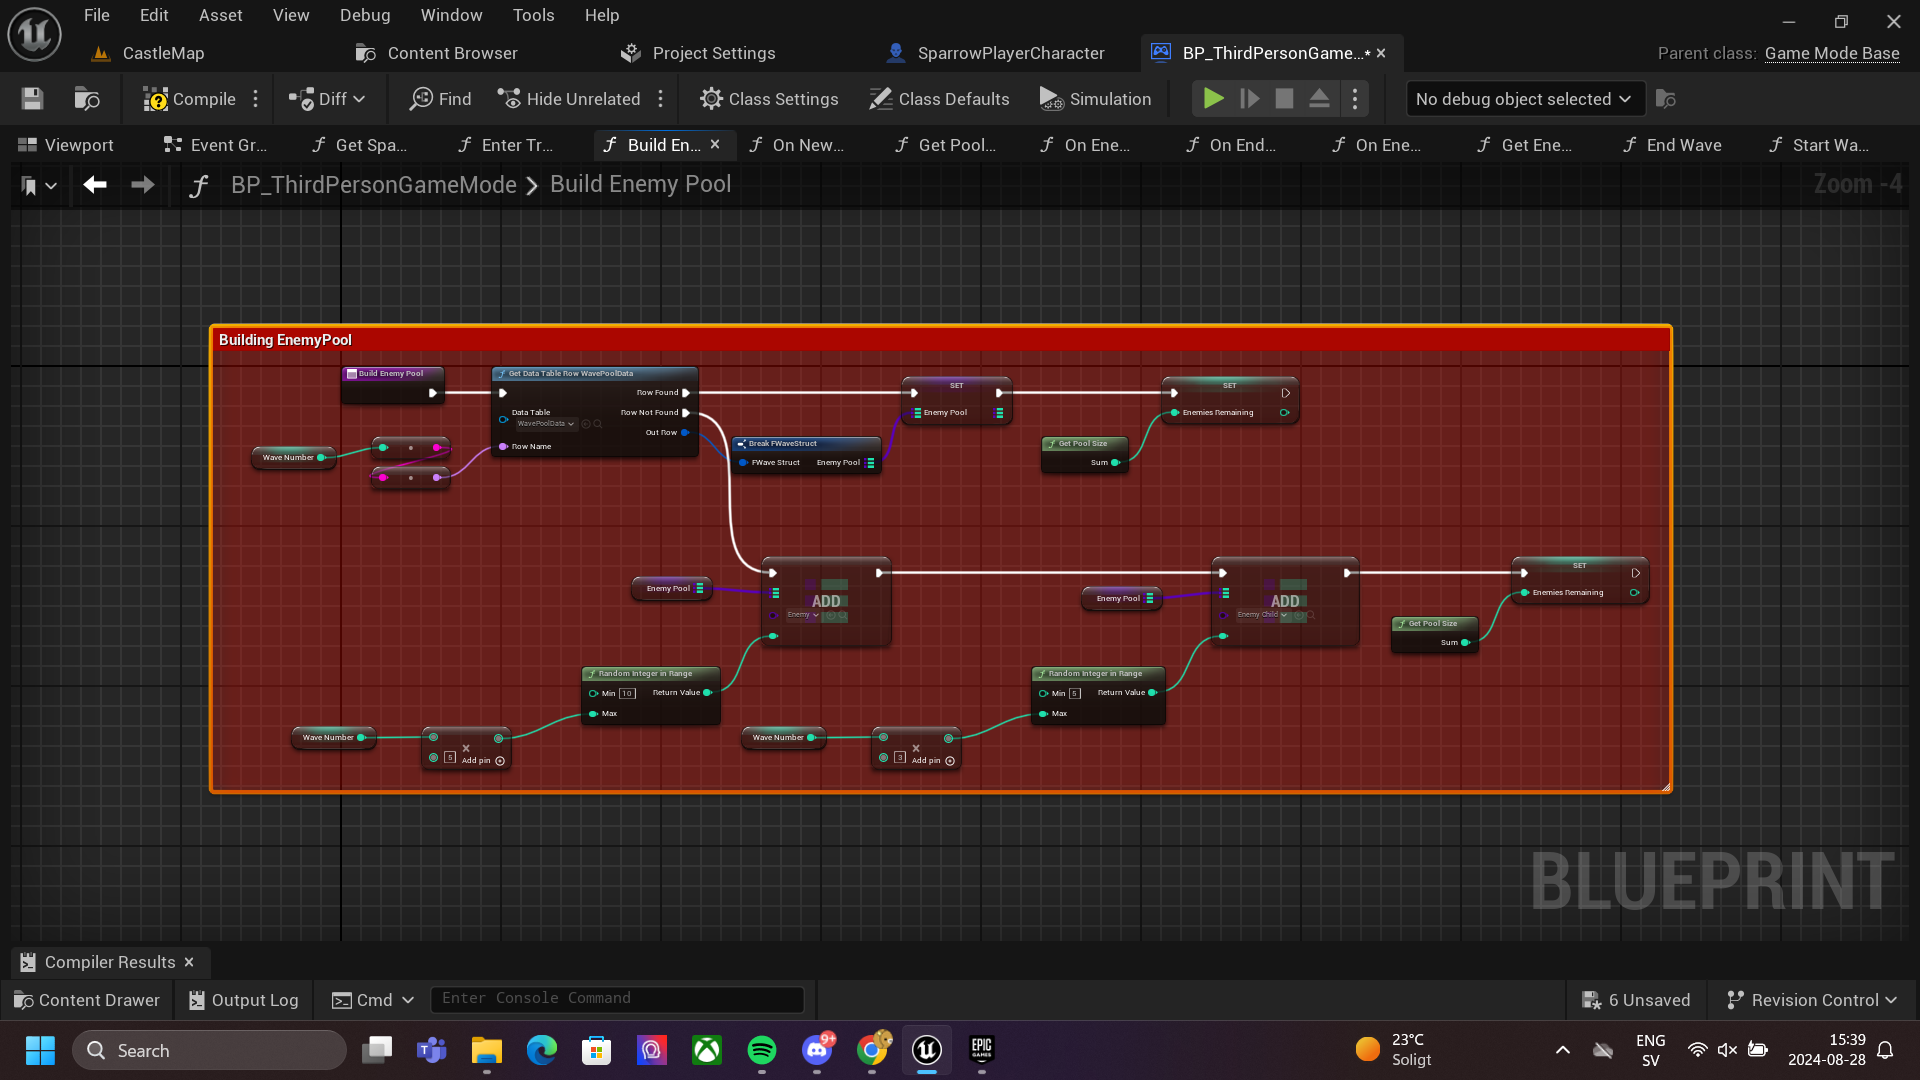 File Edit Asset View Debug Window Tools Help
CastleMap Content Browser Project Settings SparrowPlayerCharacter BP_ThirdPersonGame...* Parent class: Game Mode Base
Compile Diff Find Hide Unrelated Class Settings Class Defaults Simulation No debug object selected
Viewport Event Gr... Get Spa... Enter Tr... Build En... On New... Get Pool... On Ene... On End... On Ene... Get Ene... End Wave Start Wa...
BP_ThirdPersonGameMode > Build Enemy Pool Zoom -4
Building EnemyPool
Build Enemy Pool
Get Data Table Row WavePoolData
Row Found
Data Table
WavePoolData
Row Not Found
Out Row
Row Name
Wave Number
Break FWaveStruct
FWave Struct Enemy Pool
SET
Enemy Pool
Get Pool Size
Sum
SET
Enemies Remaining
Enemy Pool
ADD
Enemy
Enemy Pool
ADD
Enemy Child
SET
Enemies Remaining
Get Pool Size
Sum
Random Integer in Range
Min 10 Return Value
Max
Random Integer in Range
Min 5 Return Value
Max
Wave Number
×
5 Add pin
Wave Number
×
3 Add pin
BLUEPRINT
Compiler Results
Content Drawer Output Log Cmd Enter Console Command 6 Unsaved Revision Control
Search
9+
EPIC
GAMES
23°C
Soligt
ENG
SV
15:39
2024-08-28